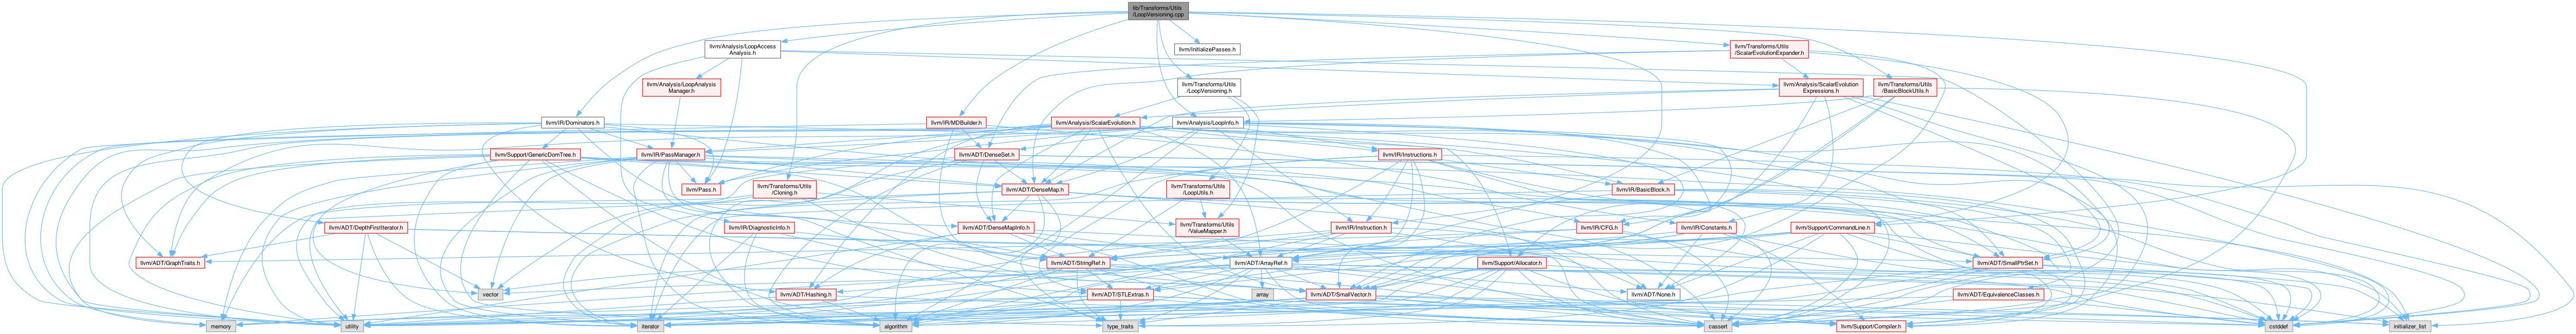 lib/Transforms/Utils
/LoopVersioning.cpp
llvm/Analysis/LoopAccess
Analysis.h
llvm/InitializePasses.h
llvm/Transforms/Utils
/ScalarEvolutionExpander.h
llvm/Analysis/LoopAnalysis
Manager.h
llvm/Transforms/Utils
/LoopVersioning.h
llvm/Analysis/ScalarEvolution
Expressions.h
llvm/Transforms/Utils
/BasicBlockUtils.h
llvm/IR/Dominators.h
llvm/IR/MDBuilder.h
llvm/Analysis/ScalarEvolution.h
llvm/Analysis/LoopInfo.h
llvm/Support/GenericDomTree.h
llvm/IR/PassManager.h
llvm/ADT/DenseSet.h
llvm/IR/Instructions.h
llvm/Pass.h
llvm/Transforms/Utils
/Cloning.h
llvm/ADT/DenseMap.h
llvm/Transforms/Utils
/LoopUtils.h
llvm/IR/BasicBlock.h
llvm/ADT/DepthFirstIterator.h
llvm/IR/DiagnosticInfo.h
llvm/ADT/DenseMapInfo.h
llvm/Transforms/Utils
/ValueMapper.h
llvm/IR/Instruction.h
llvm/IR/CFG.h
llvm/IR/Constants.h
llvm/Support/CommandLine.h
llvm/ADT/GraphTraits.h
llvm/ADT/StringRef.h
llvm/ADT/ArrayRef.h
llvm/Support/Allocator.h
llvm/ADT/SmallPtrSet.h
vector
llvm/ADT/Hashing.h
llvm/ADT/STLExtras.h
array
llvm/ADT/SmallVector.h
llvm/ADT/None.h
llvm/ADT/EquivalenceClasses.h
memory
utility
iterator
algorithm
type_traits
cassert
llvm/Support/Compiler.h
cstddef
initializer_list